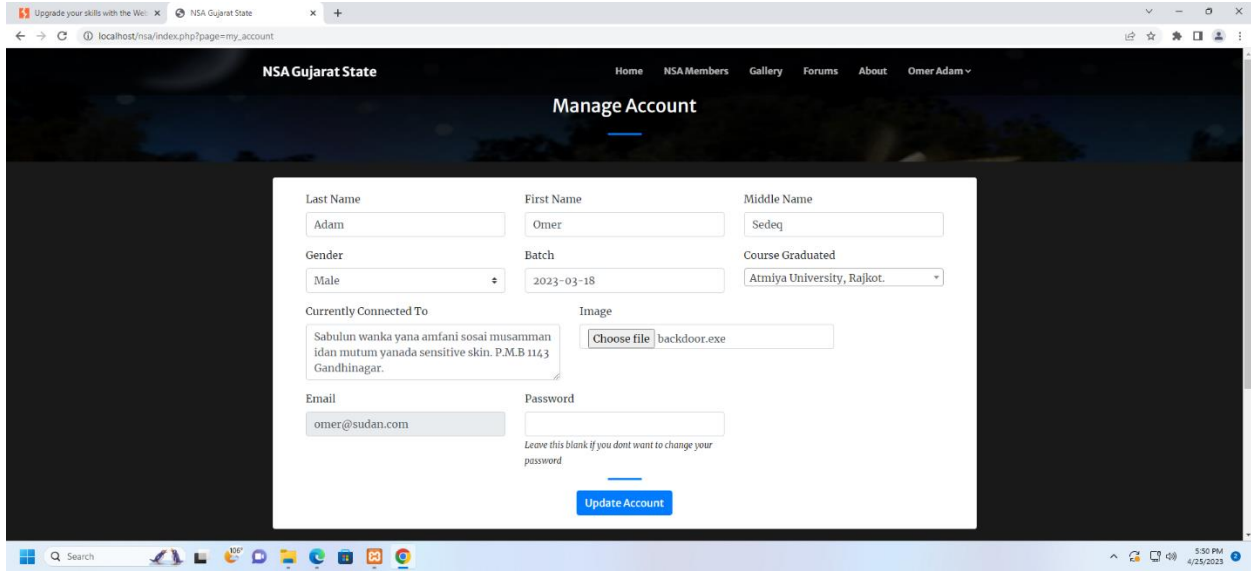 Upgrade your skills with the Web
NSA Gujarat State
localhost/nsa/index.php?page=my_account
NSA Gujarat State Home NSA Members Gallery Forums About Omer Adam
Manage Account
Last Name First Name Middle Name
Adam Omer Sedeq
Gender Batch Course Graduated
Male 2023-03-18 Atmiya University, Rajkot.
Currently Connected To Image
Sabulun wanka yana amfani sosai musamman
idan mutum yanada sensitive skin. P.M.B 1143
Gandhinagar.
Choose file backdoor.exe
Email Password
omer@sudan.com
Leave this blank if you dont want to change your
password
Update Account
Search 106° 5:50 PM
4/25/2023 2